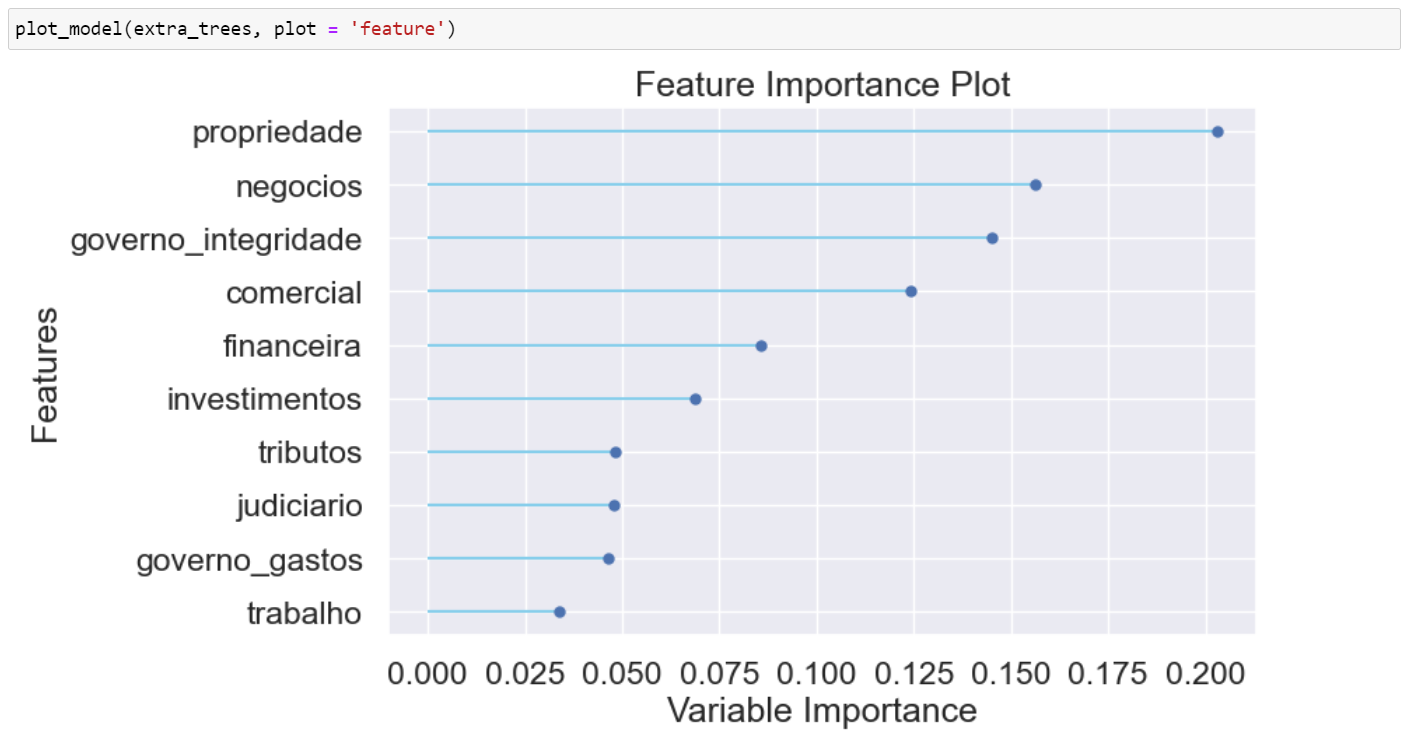 plot_model(extra_trees, plot = 'feature')
Feature Importance Plot
propriedade
negocios
governo_integridade
comercial
financeira
investimentos
tributos
judiciario
governo_gastos
trabalho
Features
0.000 0.025 0.050 0.075 0.100 0.125 0.150 0.175 0.200
Variable Importance